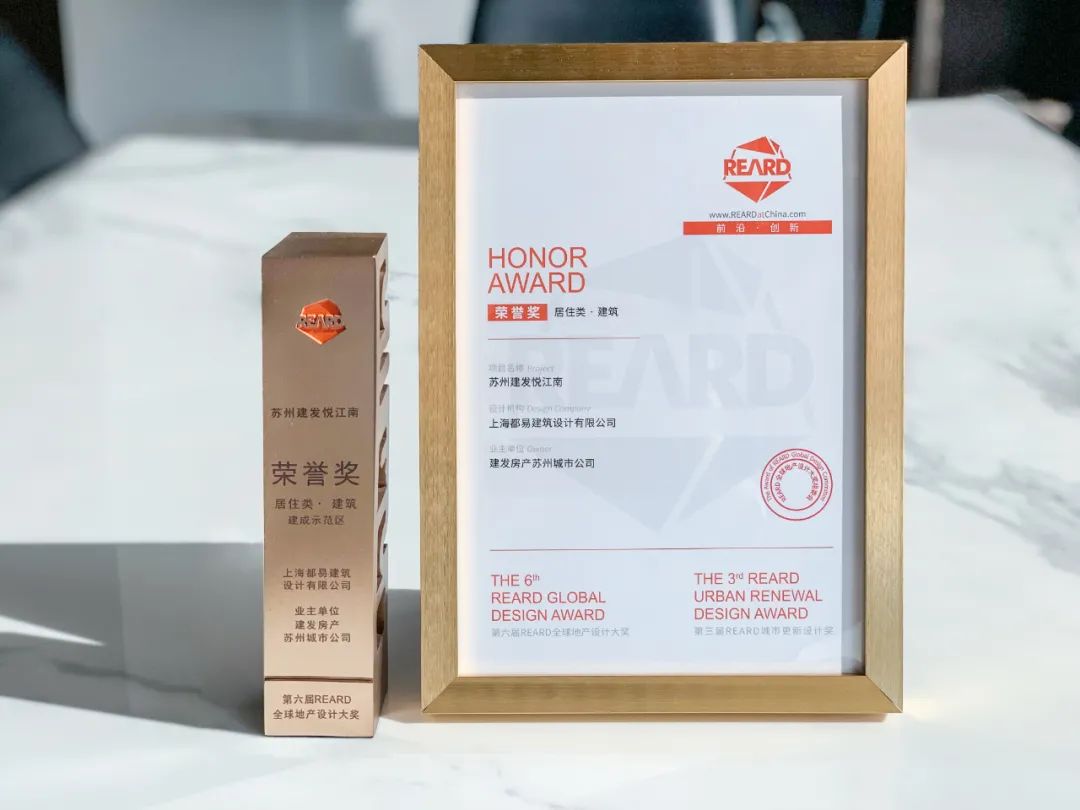 REARD
苏州建发悦江南
荣誉奖
居住类 · 建筑
建成示范区
上海都易建筑
设计有限公司
业主单位
建发房产
苏州城市公司
第六届REARD
全球地产设计大奖
REARD
www.REARDatChina.com
前沿 · 创新
HONOR
AWARD
荣誉奖 居住类 · 建筑
REARD
项目名称 Project
苏州建发悦江南
设计机构 Design Company
上海都易建筑设计有限公司
业主单位 Owner
建发房产苏州城市公司
The Award of REARD Global Design Committee
THE 6th
REARD GLOBAL
DESIGN AWARD
第六届REARD全球地产设计大奖
THE 3rd REARD
URBAN RENEWAL
DESIGN AWARD
第三届REARD城市更新设计奖